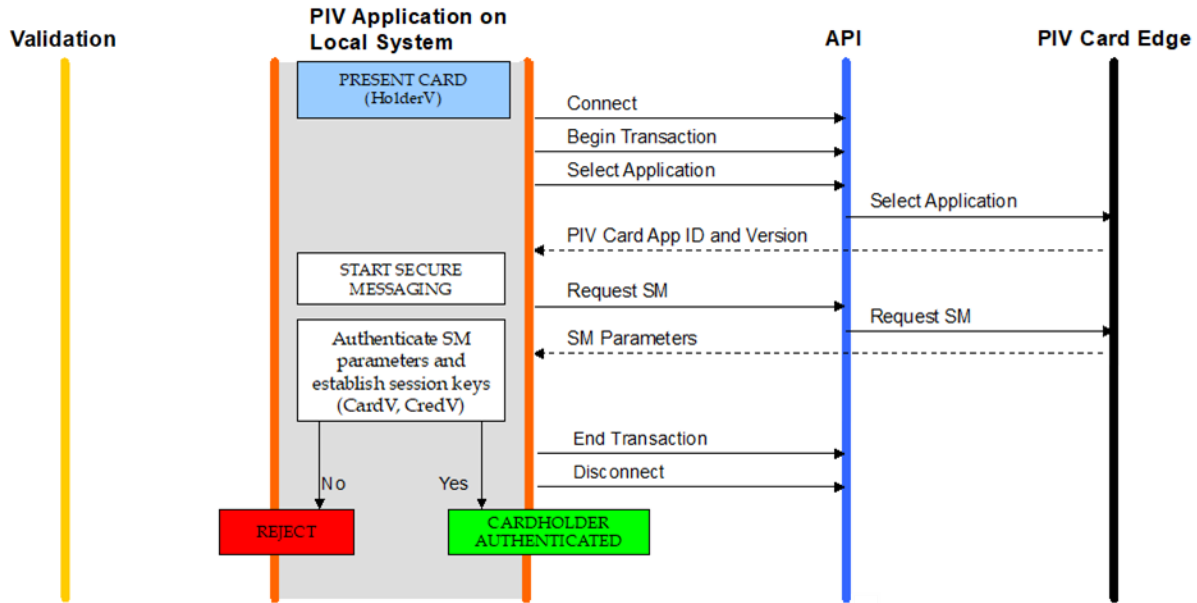 PIV Application on
Local System
Validation
API
PIV Card Edge
PRESENT CARD
(HolderV)
Connect
Begin Transaction
Select Application
Select Application
PIV Card App ID and Version
START SECURE
MESSAGING
Request SM
Request SM
SM Parameters
Authenticate SM
parameters and
establish session keys
(CardV, CredV)
End Transaction
Disconnect
No
Yes
REJECT
CARDHOLDER
AUTHENTICATED